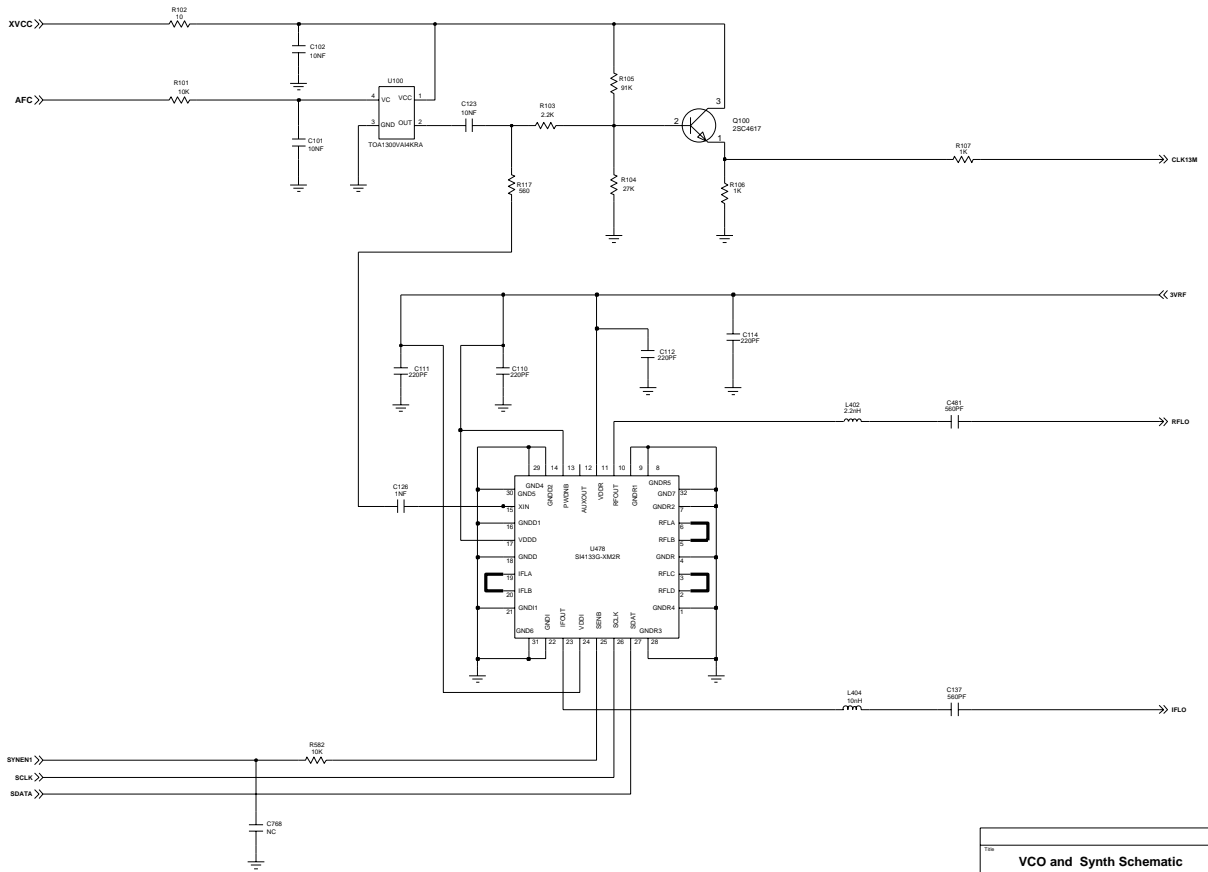 XVCC
R102
10
C102
10NF
AFC
R101
10K
C101
10NF
U100
4 VC VCC 1
3 GND OUT 2
TOA1300VAI4KRA
C123
10NF
R103
2.2K
R105
91K
R104
27K
R117
560
2
3
1
Q100
2SC4617
R106
1K
R107
1K
CLK13M
3VRF
C111
220PF
C110
220PF
C112
220PF
C114
220PF
L402
2.2nH
C481
560PF
RFLO
C126
1NF
29 14 13 12 11 10 9 8
GND4
GNDD2
PWDNB
AUXOUT
VDDR
RFOUT
GNDR1
GNDR5
30 GND5
15 XIN
16 GNDD1
17 VDDD
18 GNDD
19 IFLA
20 IFLB
21 GNDI1
GND7 32
GNDR2 7
RFLA 6
RFLB 5
GNDR 4
RFLC 3
RFLD 2
GNDR4 1
U478
SI4133G-XM2R
GND6
GNDI
IFOUT
VDDI
SENB
SCLK
SDAT
GNDR3
31 22 23 24 25 26 27 28
L404
10nH
C137
560PF
IFLO
SYNEN1
R582
10K
SCLK
SDATA
C768
NC
Title
VCO and Synth Schematic